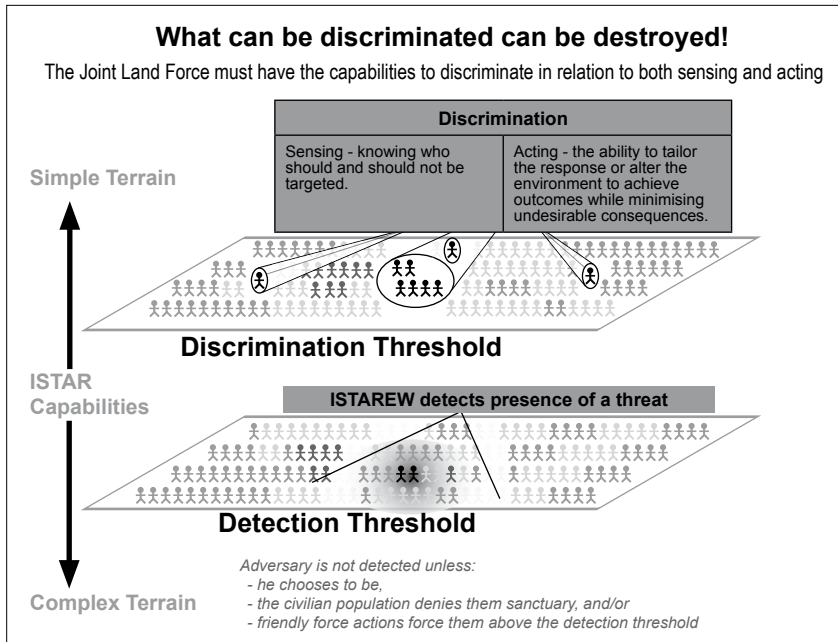 What can be discriminated can be destroyed!
The Joint Land Force must have the capabilities to discriminate in relation to both sensing and acting
Discrimination
Sensing - knowing who
should and should not be
targeted.
Acting - the ability to tailor
the response or alter the
environment to achieve
outcomes while minimising
undesirable consequences.
Simple Terrain
Discrimination Threshold
ISTAR
Capabilities
ISTAREW detects presence of a threat
Detection Threshold
Adversary is not detected unless:
- he chooses to be,
- the civilian population denies them sanctuary, and/or
- friendly force actions force them above the detection threshold
Complex Terrain